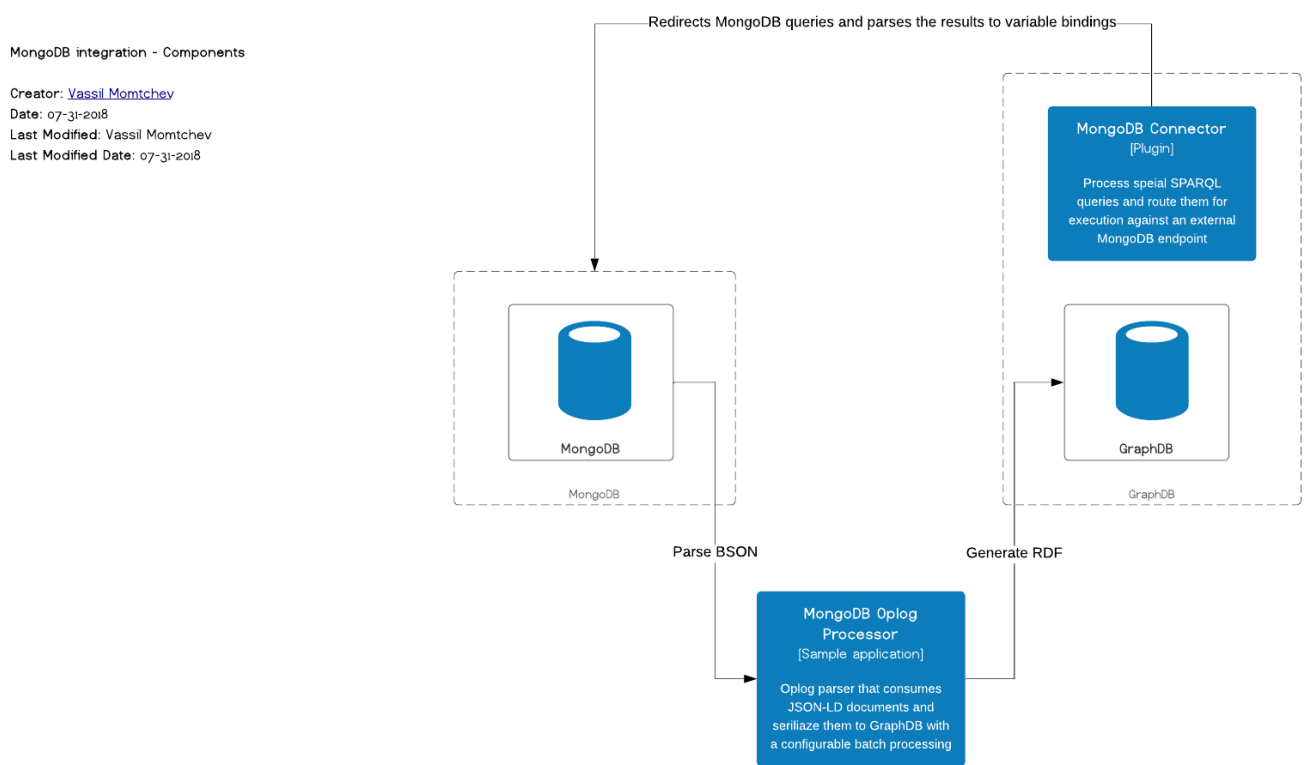 Redirects MongoDB queries and parses the results to variable bindings
MongoDB integration - Components
Creator: Vassil Momtchev
Date: 07-31-2018
Last Modified: Vassil Momtchev
Last Modified Date: 07-31-2018
MongoDB Connector
[Plugin]
Process speial SPARQL
queries and route them for
execution against an external
MongoDB endpoint
MongoDB
MongoDB
GraphDB
GraphDB
Parse BSON
Generate RDF
MongoDB Oplog
Processor
[Sample application]
Oplog parser that consumes
JSON-LD documents and
seriliaze them to GraphDB with
a configurable batch processing